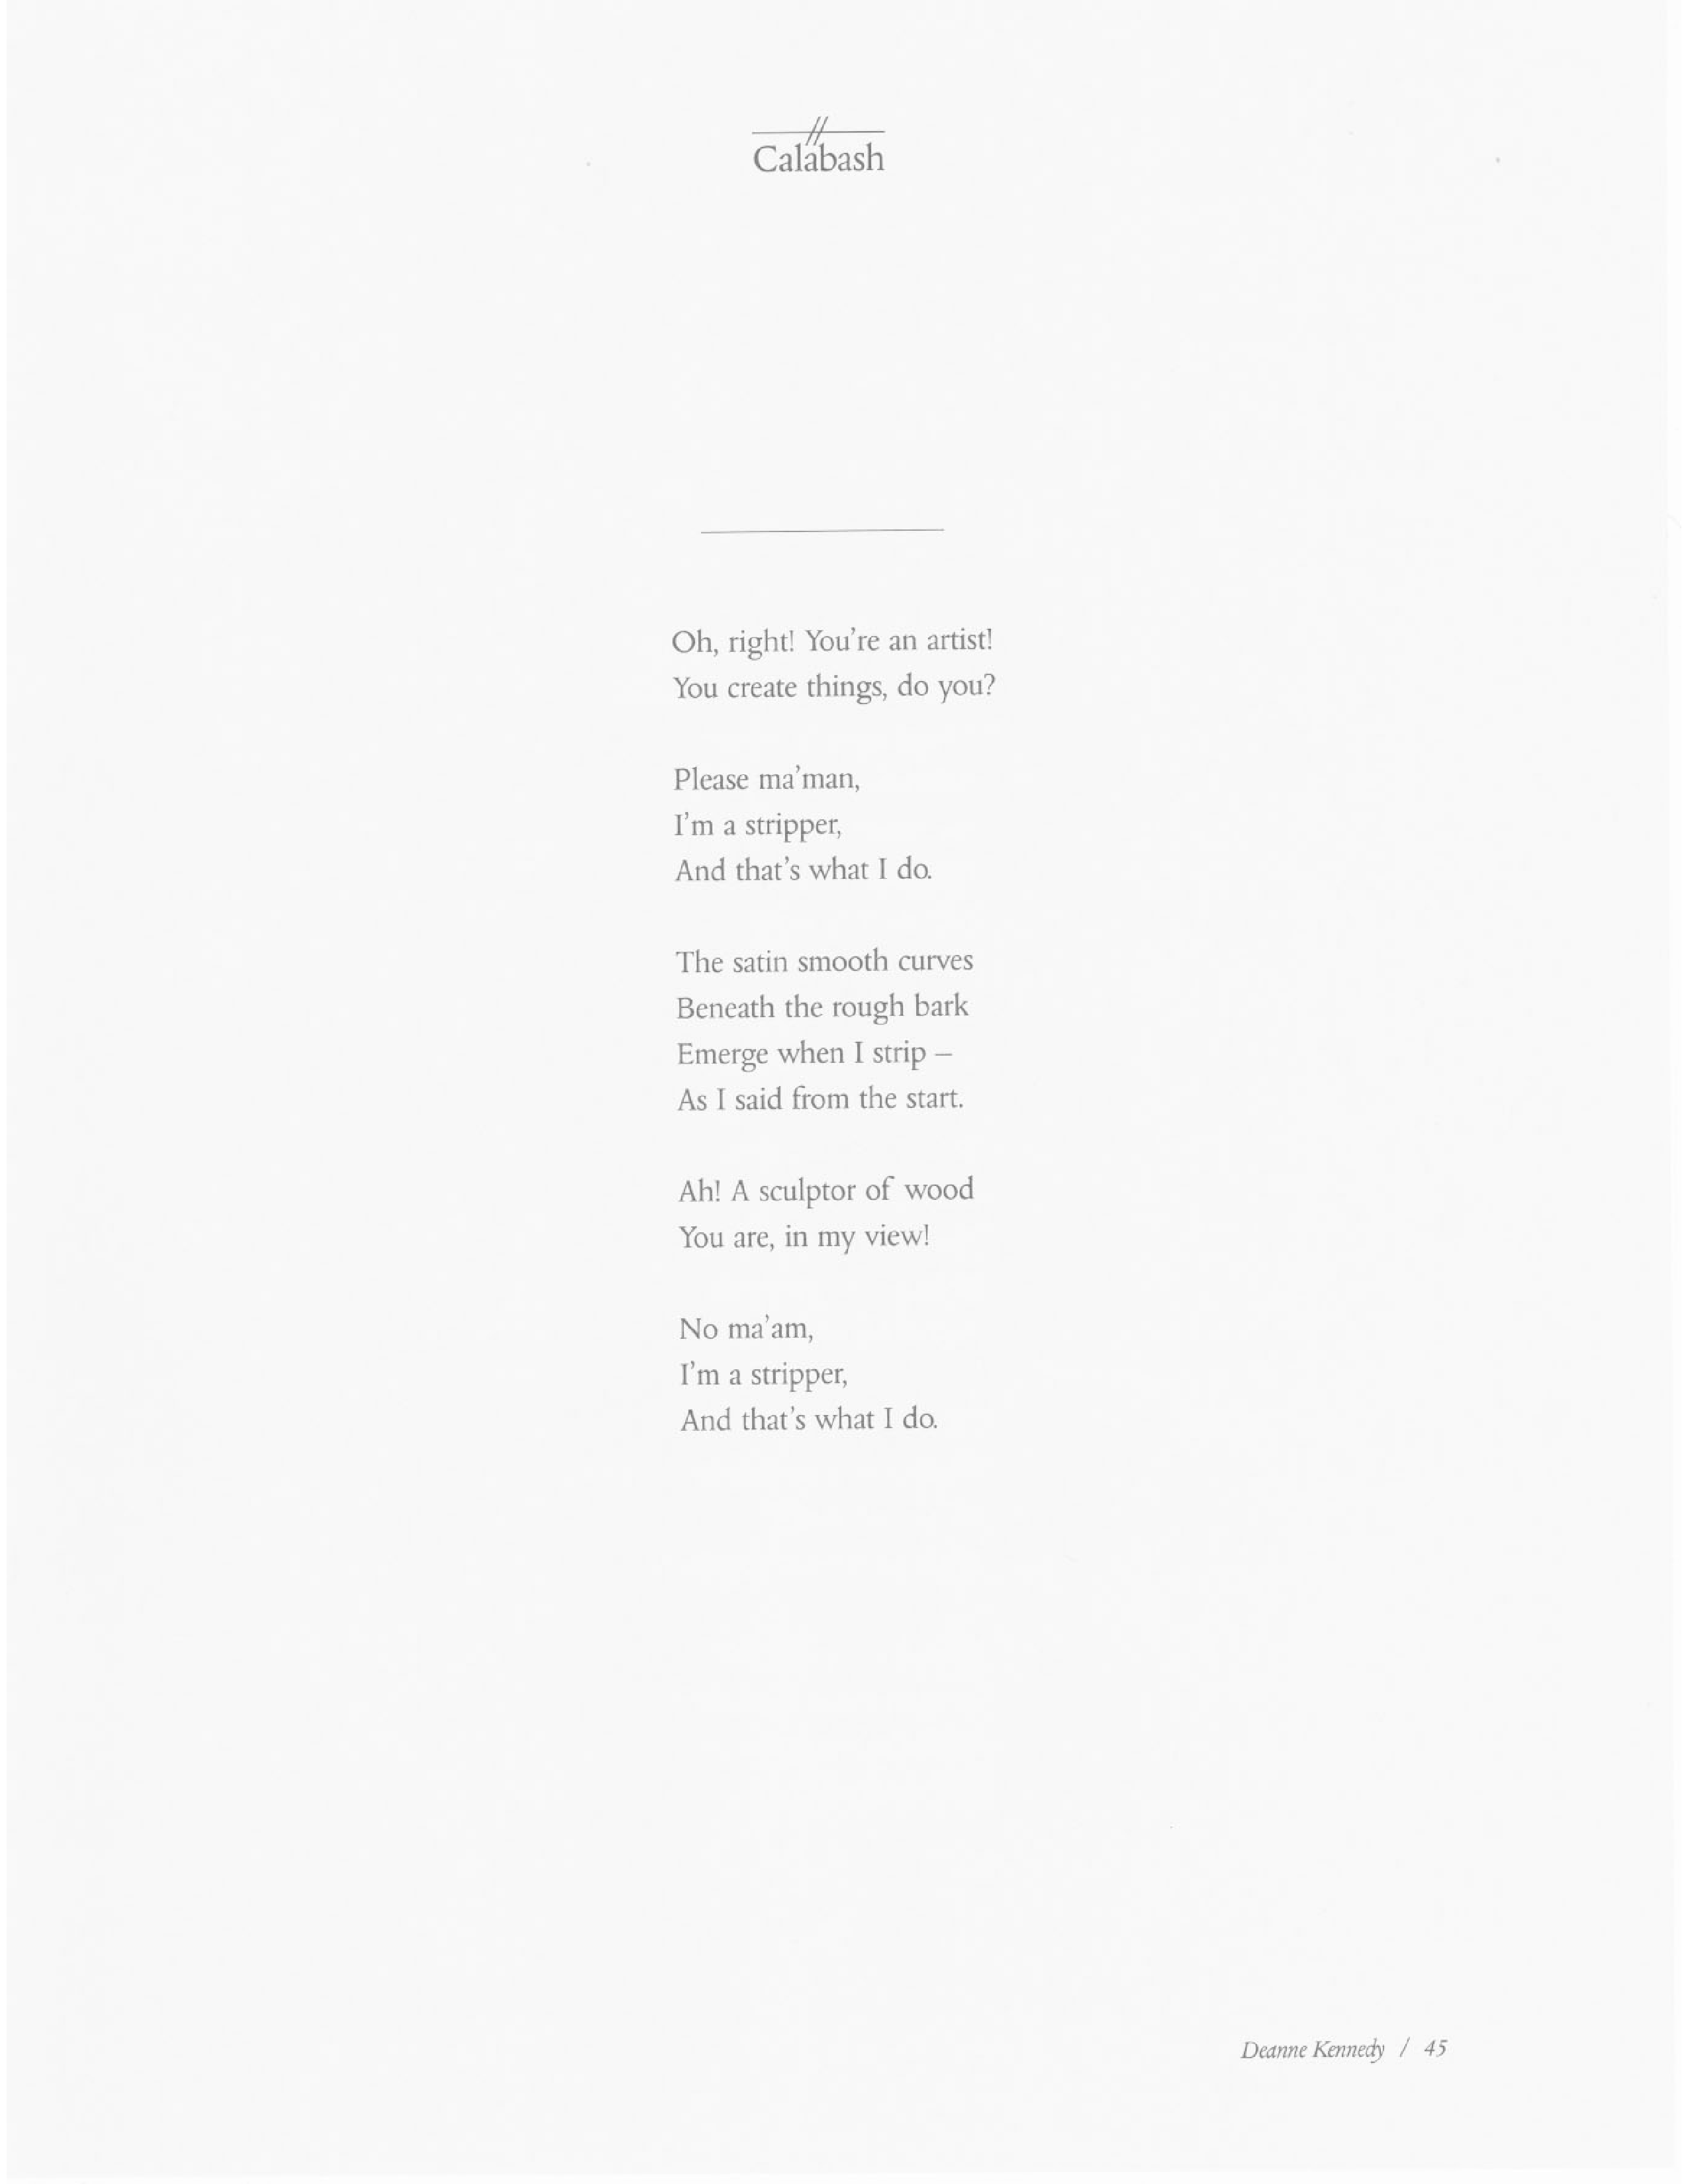 Calabash
Oh, right! You're an artist!
You create things, do you?
Please ma'man,
I'm a stripper,
And that's what I do.
The satin smooth curves
Beneath the rough bark
Emerge when I strip –
As I said from the start.
Ah! A sculptor of wood
You are, in my view!
No ma'am,
I'm a stripper,
And that's what I do.
Deanne Kennedy / 45